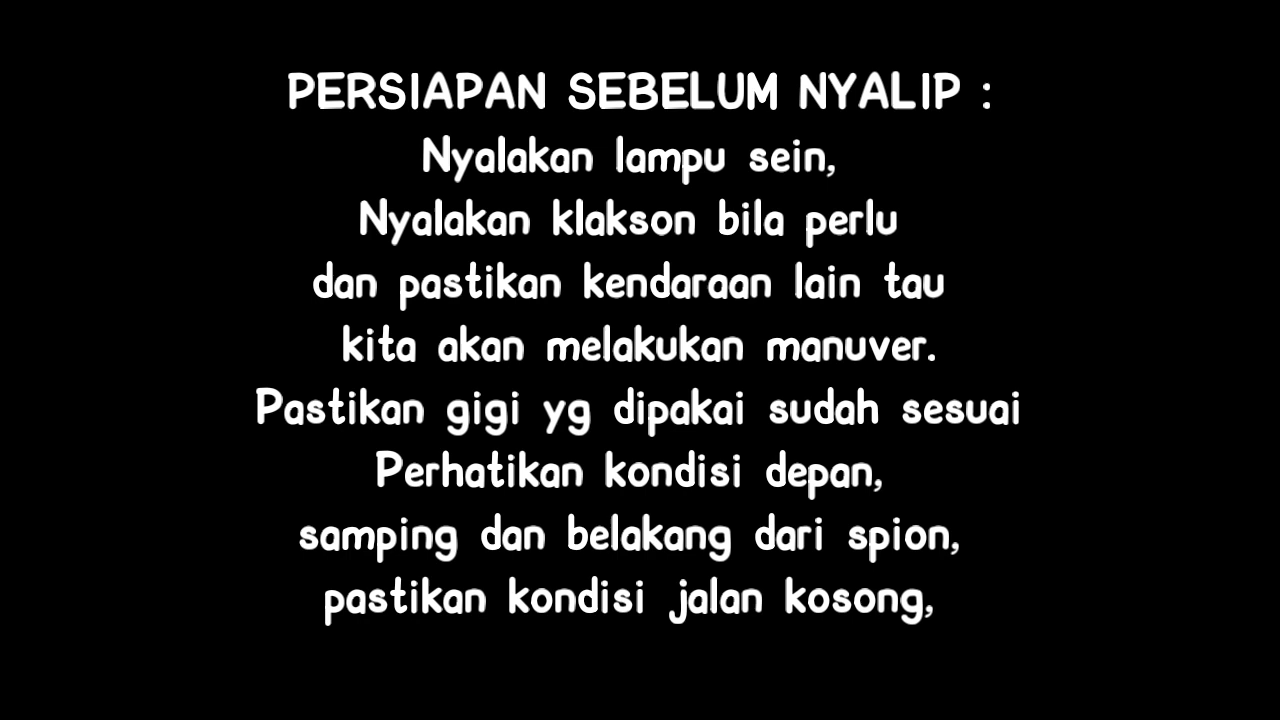 PERSIAPAN SEBELUM NYALIP :
Nyalakan lampu sein,
Nyalakan klakson bila perlu
dan pastikan kendaraan lain tau
kita akan melakukan manuver.
Pastikan gigi yg dipakai sudah sesuai
Perhatikan kondisi depan,
samping dan belakang dari spion,
pastikan kondisi jalan kosong,